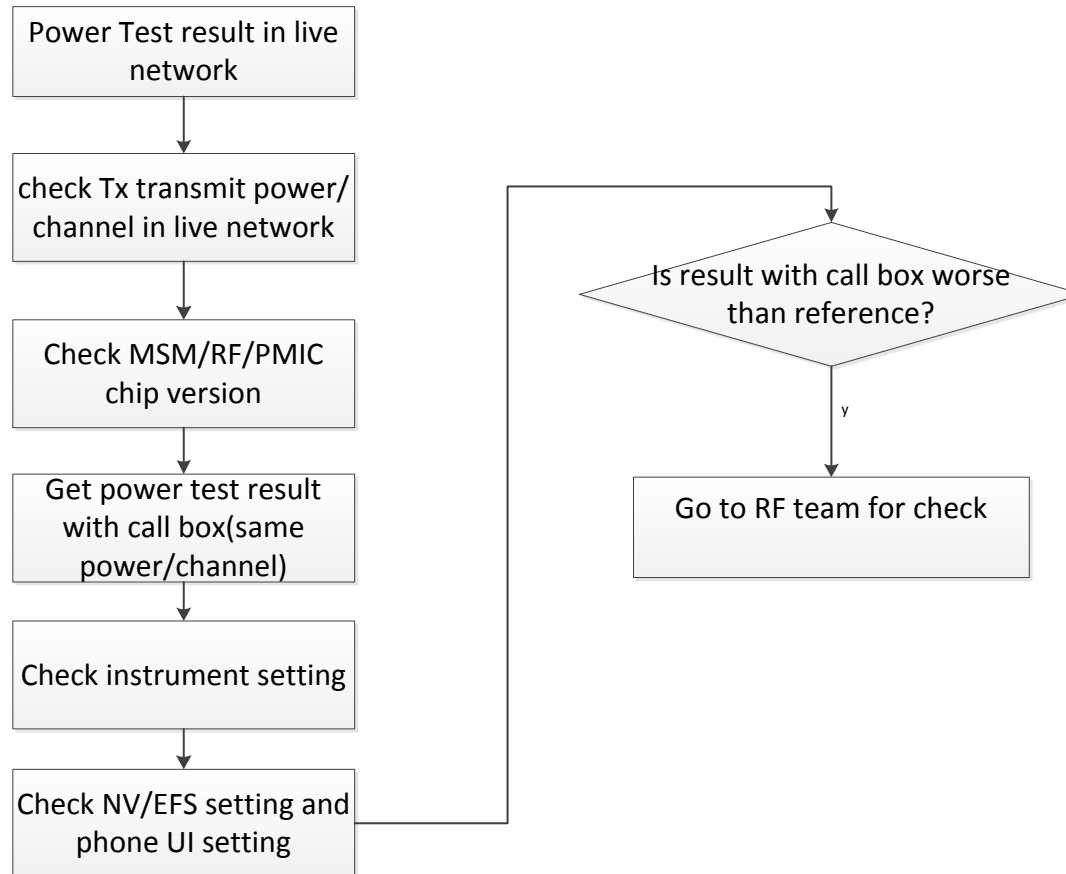 Power Test result in live
network
check Tx transmit power/
channel in live network
Check MSM/RF/PMIC
chip version
Get power test result
with call box(same
power/channel)
Check instrument setting
Check NV/EFS setting and
phone UI setting
Is result with call box worse
than reference?
y
Go to RF team for check